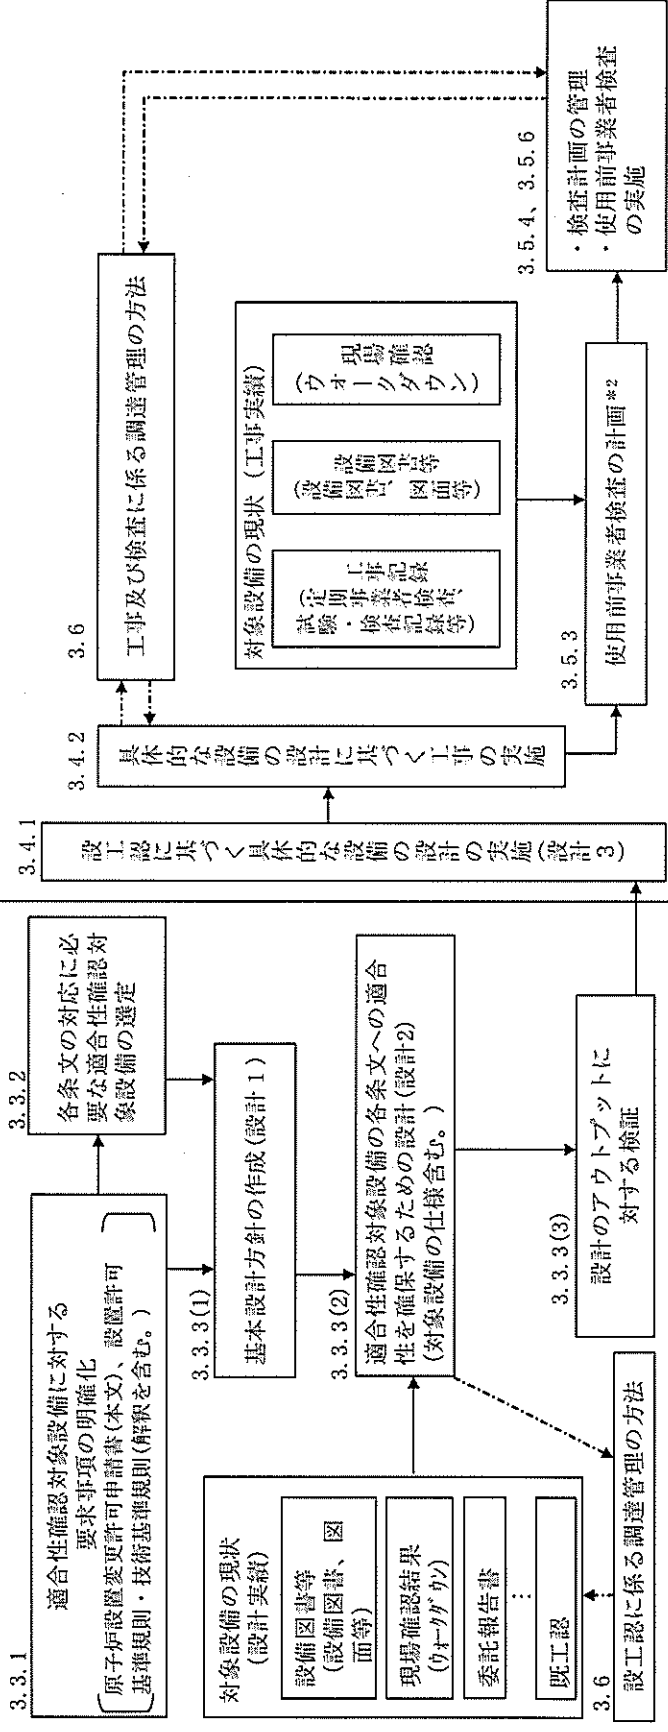 3.3.1
適合性確認対象設備に対する
要求事項の明確化
原子炉設置変更許可申請書(本文)、設置許可
基準規則・技術基準規則(解釈を含む。)
3.3.2
各条文の対応に必
要な適合性確認対
象設備の選定
3.3.3(1)
基本設計方針の作成(設計1)
対象設備の現状
(設計実績)
設備図書等
(設備図書、図
面等)
現場確認結果
(ウォークダウン)
委託報告書
⋮
既工認
3.3.3(2)
適合性確認対象設備の各条文への適合
性を確保するための設計(設計2)
(対象設備の仕様含む。)
3.6
設工認に係る調達管理の方法
3.3.3(3)
設計のアウトプットに
対する検証
3.4.1
設工認に基づく具体的な設備の設計の実施(設計3)
3.4.2
具体的な設備の設計に基づく工事の実施
3.6
工事及び検査に係る調達管理の方法
対象設備の現状(工事実績)
工事記録
(定期事業者検査、
試験・検査記録等)
設備図書等
(設備図書、図面等)
現場確認
(ウォークダウン)
3.5.3
使用前事業者検査の計画*2
3.5.4、3.5.6
・検査計画の管理
・使用前事業者検査
の実施